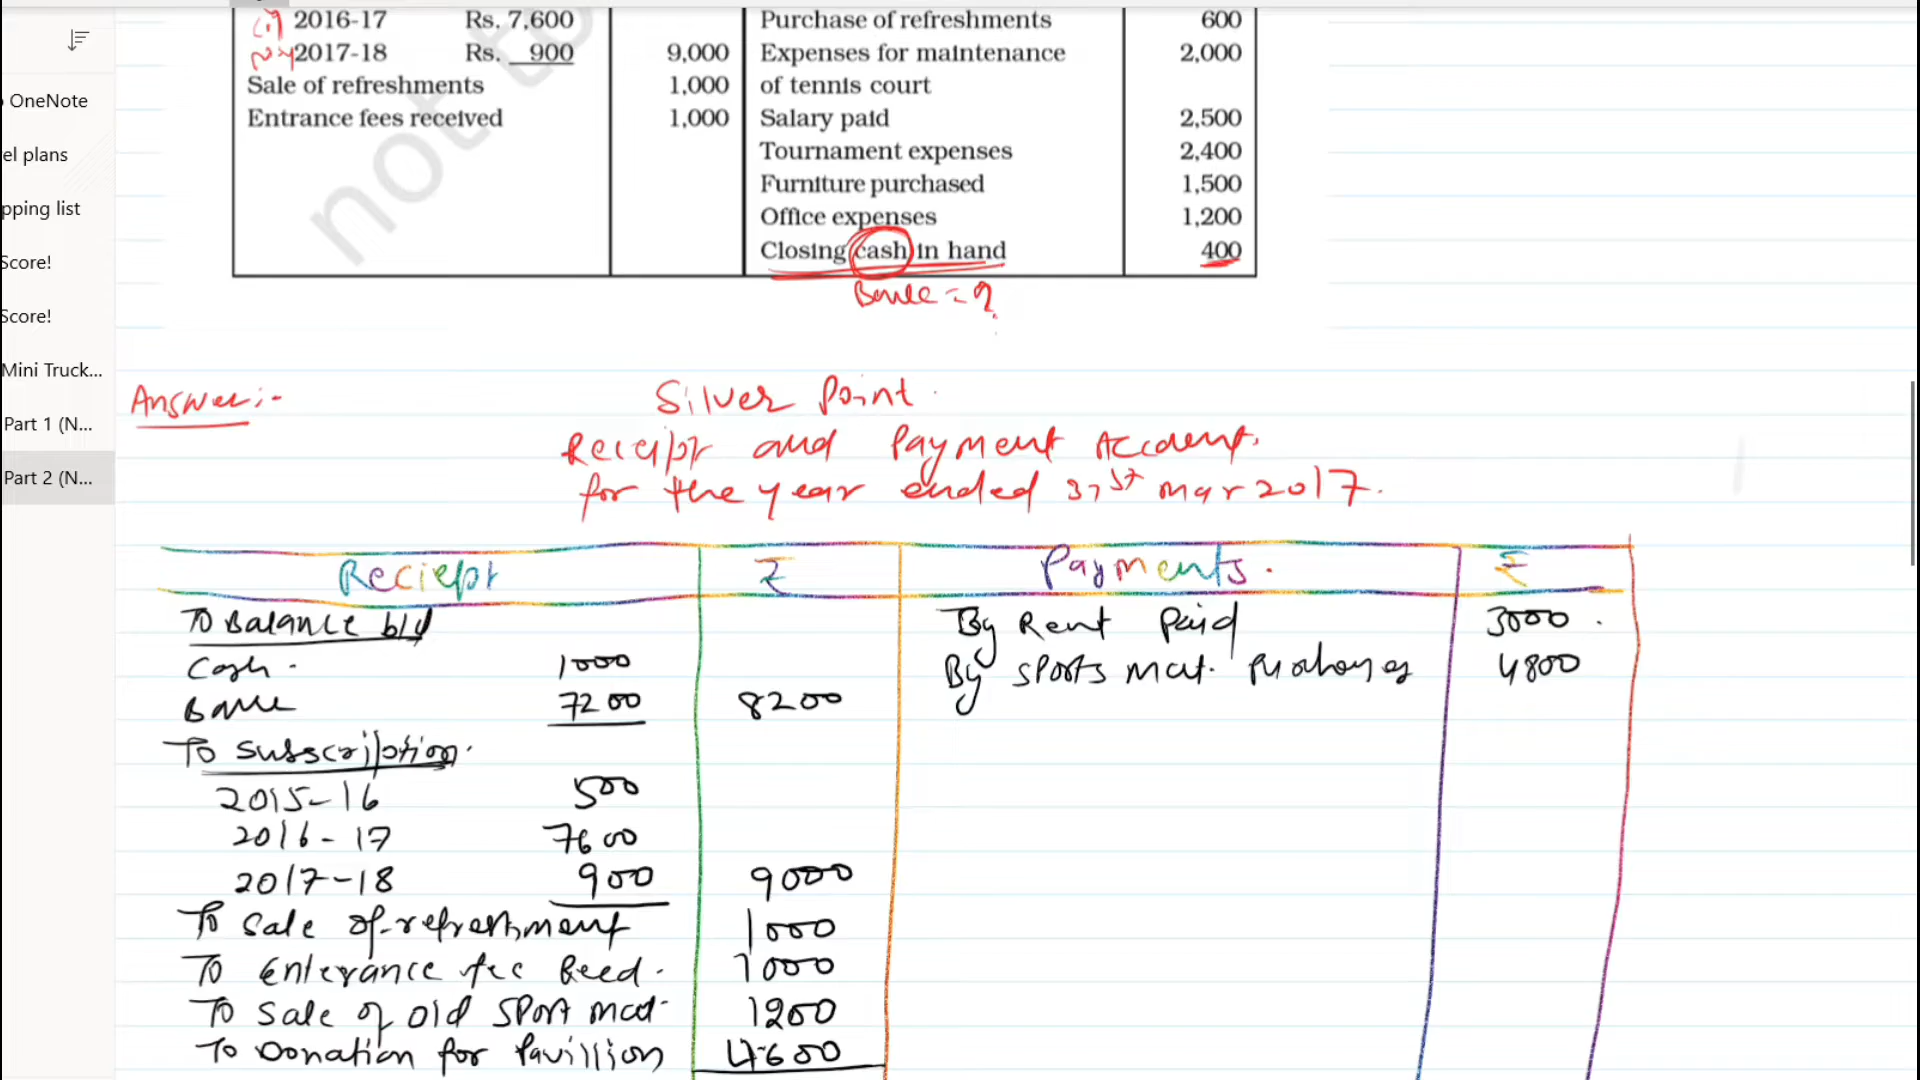 (i) 2016-17 Rs. 7,600 Purchase of refreshments 600
2017-18 Rs. 900 9,000 Expenses for maintenance 2,000
Sale of refreshments 1,000 of tennis court
Entrance fees received 1,000 Salary paid 2,500
Tournament expenses 2,400
Furniture purchased 1,500
Office expenses 1,200
Closing cash in hand 400
= ?
not to
OneNote
el plans
pping list
Score!
Score!
Mini Truck...
Part 1 (N...
Part 2 (N...
Answer:-
Silver Point.
Reciept and Payment Account.
for the year ended 31st mar 2017.
Reciept ₹ Payments. ₹
To Balance b/d By Rent Paid 3000.
Cash. 1000 By sports mat. 4800
Bank 7200 8200
To Subscription.
2015-16 500
2016-17 7600
2017-18 900 9000
To Sale of refreshment 1000
To Enterance fee Recd. 1000
To Sale of old Sport mat. 1200
To Donation for Pavillion 4600